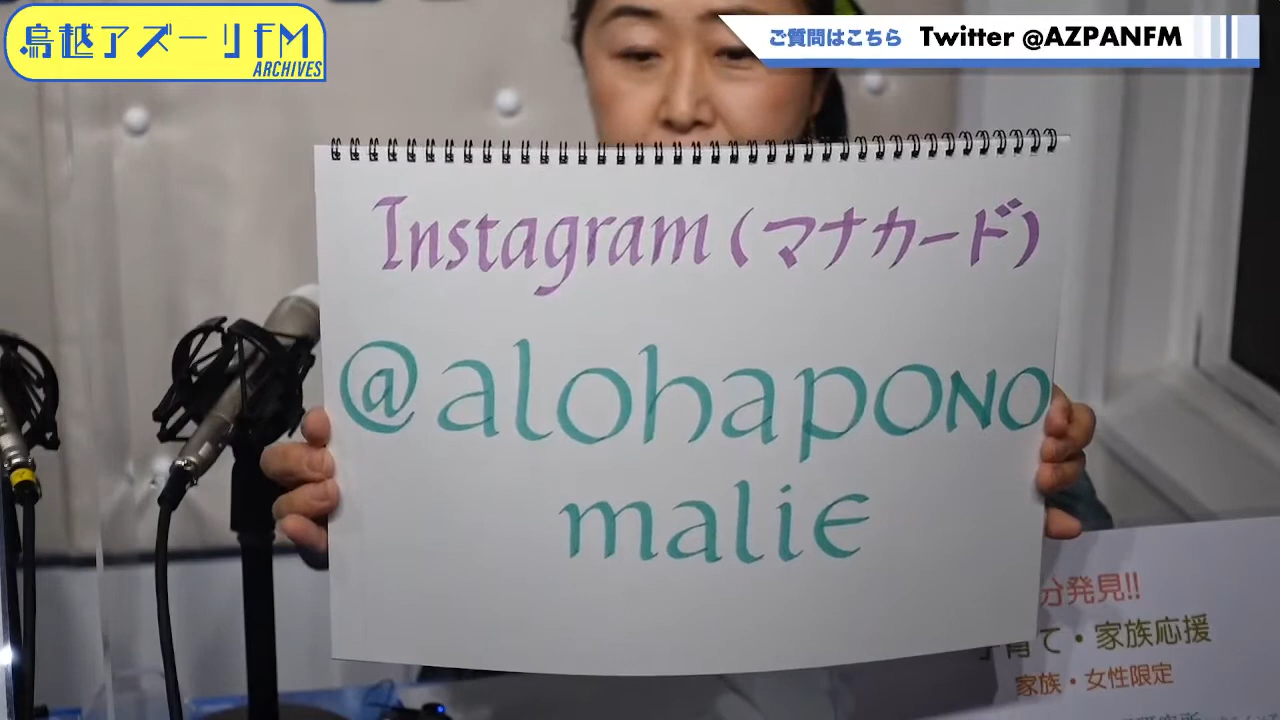 鳥越アズーリFM
ARCHIVES
ご質問はこちら Twitter @AZPANFM
Instagram (マナカード)
@alohapono
malie
分発見!!
育て・家族応援
家族・女性限定